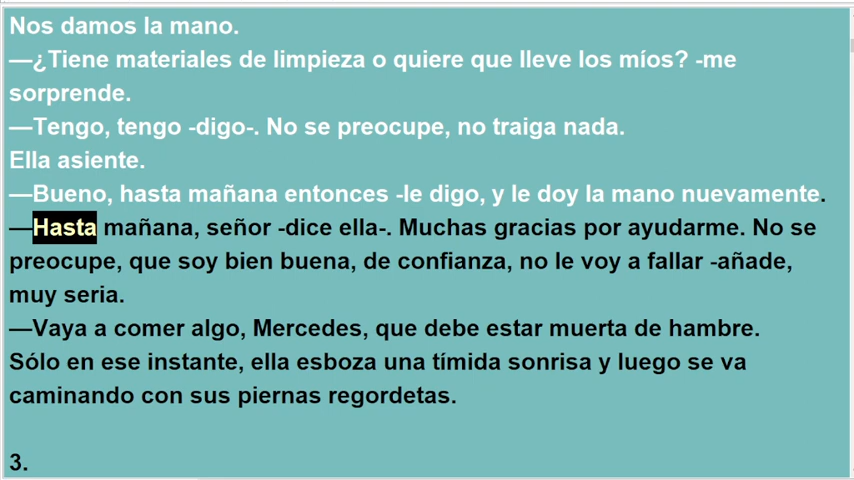 Nos damos la mano.
—¿Tiene materiales de limpieza o quiere que lleve los míos? -me
sorprende.
—Tengo, tengo -digo-. No se preocupe, no traiga nada.
Ella asiente.
—Bueno, hasta mañana entonces -le digo, y le doy la mano nuevamente.
—Hasta mañana, señor -dice ella-. Muchas gracias por ayudarme. No se
preocupe, que soy bien buena, de confianza, no le voy a fallar -añade,
muy seria.
—Vaya a comer algo, Mercedes, que debe estar muerta de hambre.
Sólo en ese instante, ella esboza una tímida sonrisa y luego se va
caminando con sus piernas regordetas.
3.